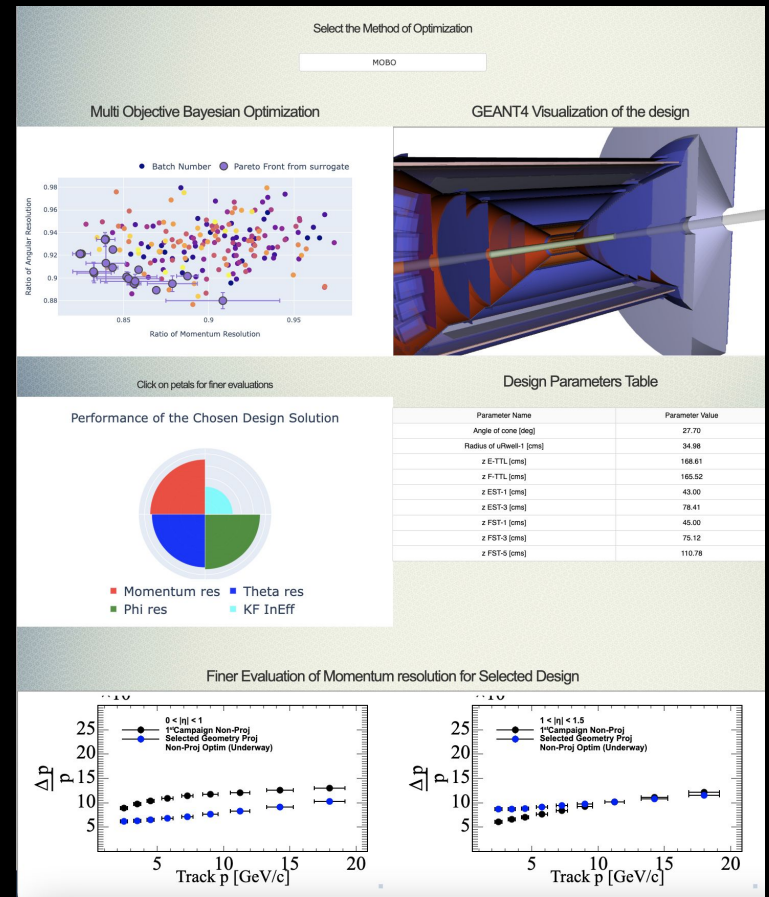 Select the Method of Optimization
MOBO
Multi Objective Bayesian Optimization
GEANT4 Visualization of the design
Batch Number
Pareto Front from surrogate
0.98
0.96
0.94
0.92
0.9
0.88
Ratio of Angular Resolution
0.85
0.9
0.95
Ratio of Momentum Resolution
Click on petals for finer evaluations
Design Parameters Table
Performance of the Chosen Design Solution
Momentum res
Theta res
Phi res
KF InEff
Parameter Name Parameter Value
Angle of cone [deg] 27.70
Radius of uRwell-1 [cms] 34.98
z E-TTL [cms] 168.61
z F-TTL [cms] 165.52
z EST-1 [cms] 43.00
z EST-3 [cms] 78.41
z FST-1 [cms] 45.00
z FST-3 [cms] 75.12
z FST-5 [cms] 110.78
Finer Evaluation of Momentum resolution for Selected Design
0 < |η| < 1
1st Campaign Non-Proj
Selected Geometry Proj
Non-Proj Optim (Underway)
25
20
15
10
5
Δp
p
5 10 15 20
Track p [GeV/c]
1 < |η| < 1.5
1st Campaign Non-Proj
Selected Geometry Proj
Non-Proj Optim (Underway)
25
20
15
10
5
Δp
p
5 10 15 20
Track p [GeV/c]